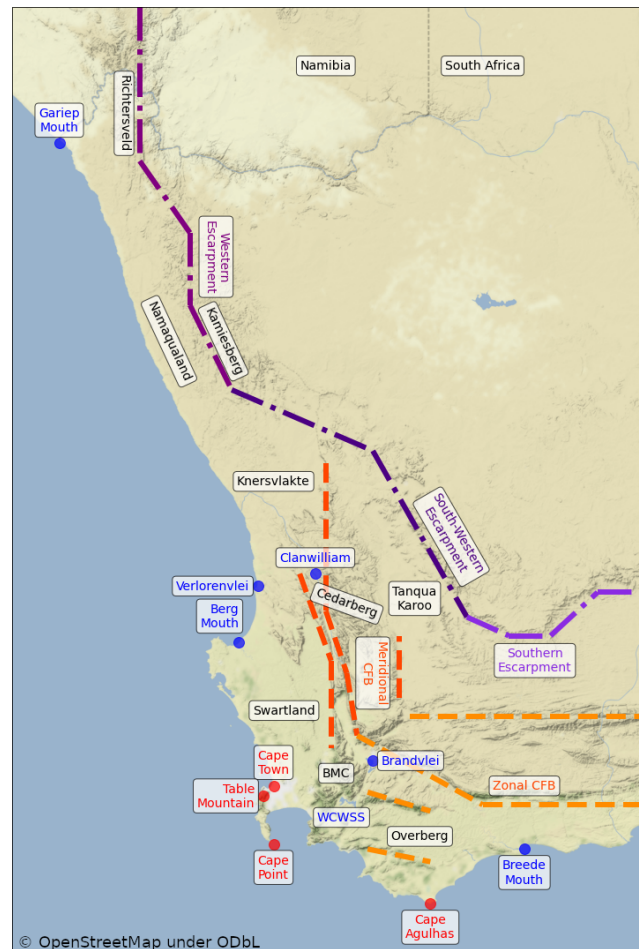 Namibia
South Africa
Richtersveld
Gariep
Mouth
Western
Escarpment
Namaqualand
Kamiesberg
Knersvlakte
South-Western
Escarpment
Clanwilliam
Verlorenvlei
Cedarberg
Tanqua
Karoo
Berg
Mouth
Meridional
CFB
Southern
Escarpment
Swartland
Cape
Town
BMC
Brandvlei
Table
Mountain
Zonal CFB
WCWSS
Overberg
Cape
Point
Breede
Mouth
Cape
Agulhas
© OpenStreetMap under ODbL